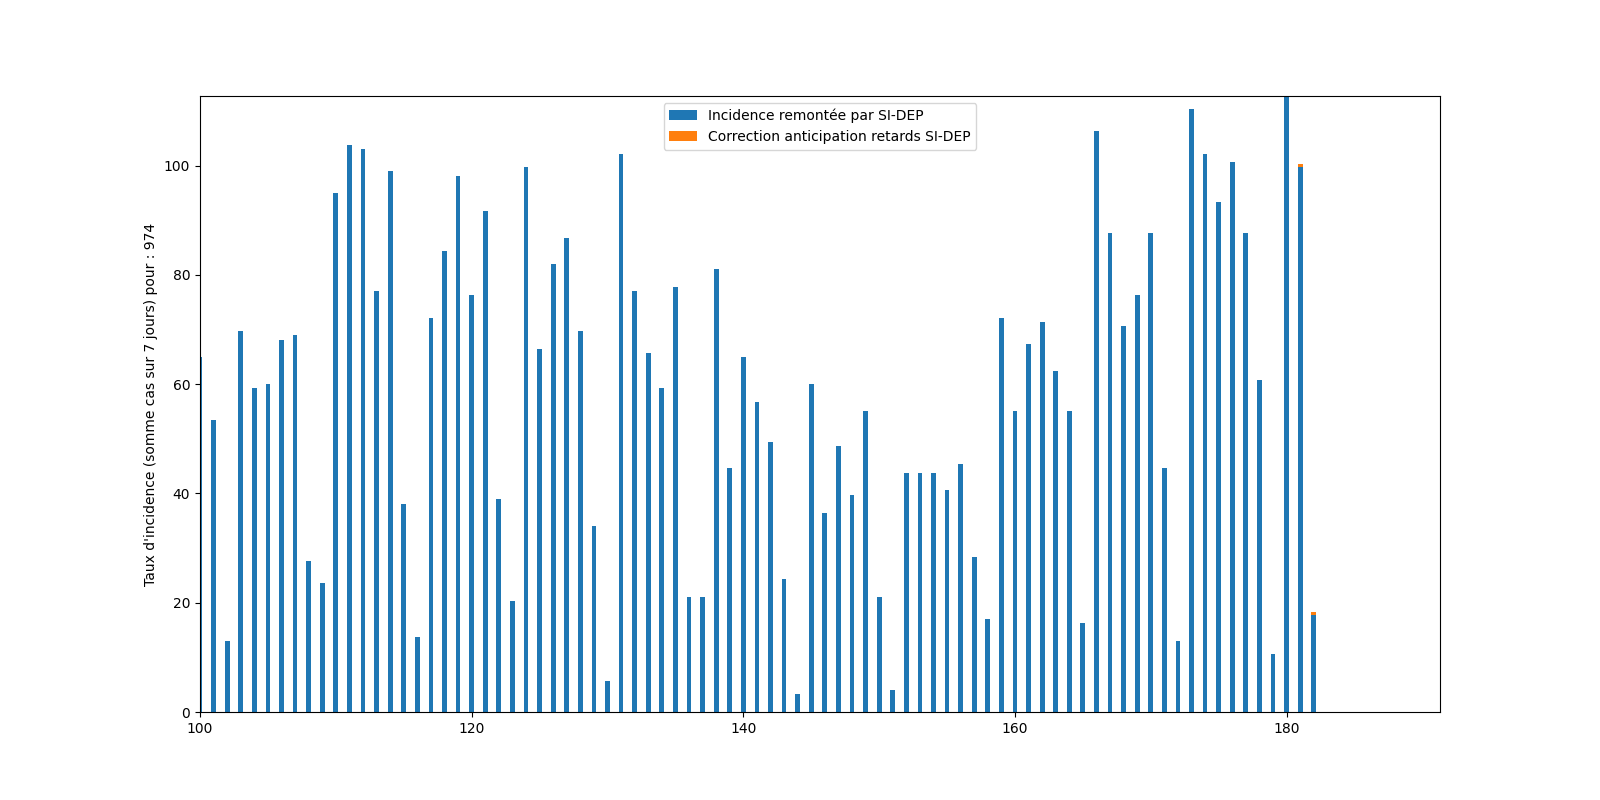 Incidence remontée par SI-DEP
Correction anticipation retards SI-DEP
Taux d'incidence (somme cas sur 7 jours) pour : 974
100
80
60
40
20
0
100 120 140 160 180